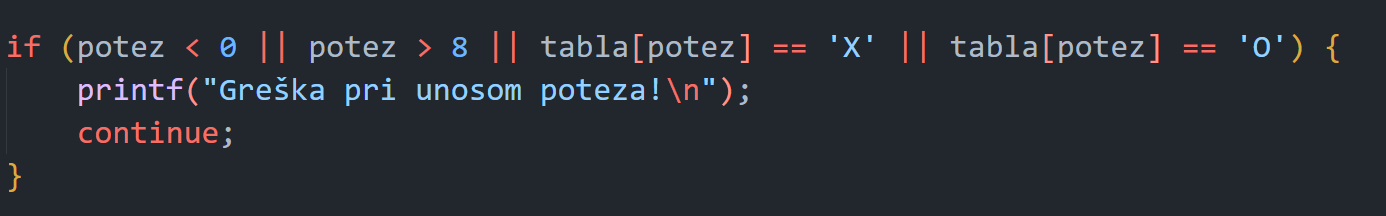 if (potez < 0 || potez > 8 || tabla[potez] == 'X' || tabla[potez] == 'O') {
    printf("Greška pri unosom poteza!\n");
    continue;
}